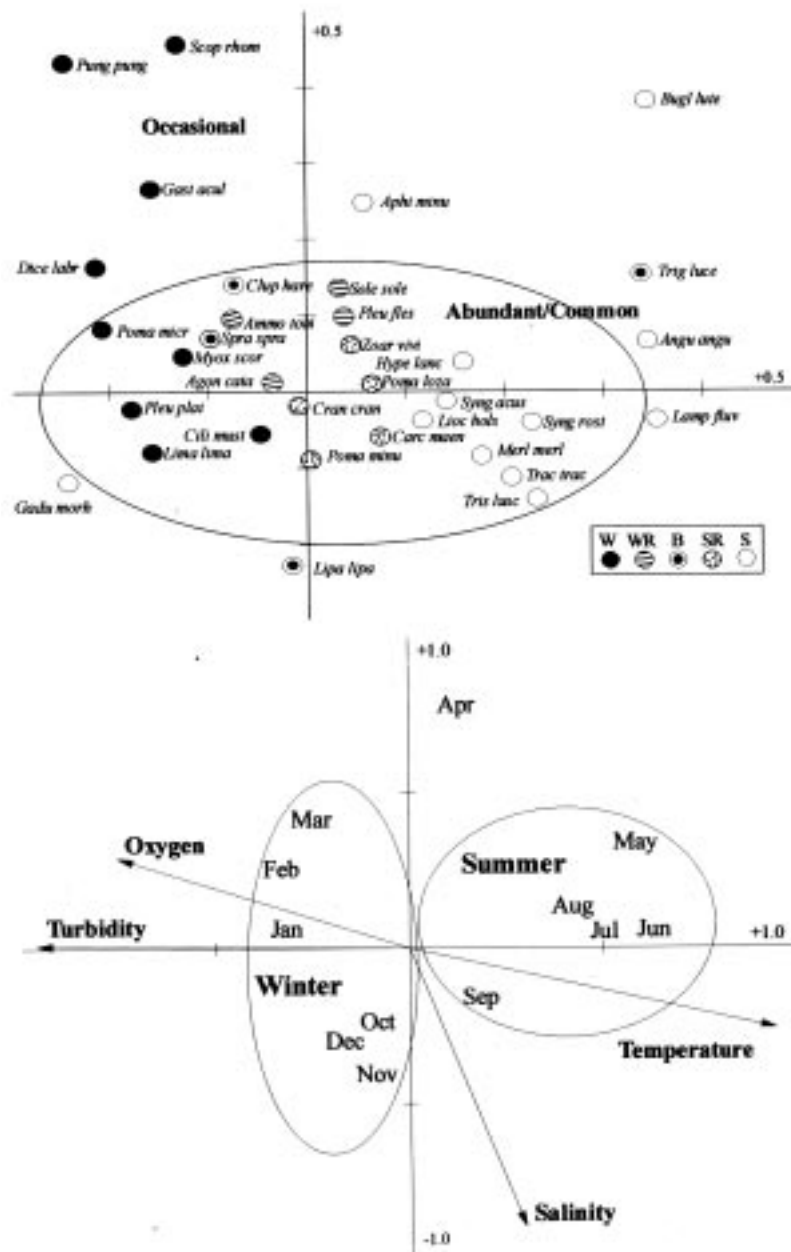 +0.5
Scop rhom
Pung pung
Bugl lute
Occasional
Gast acul
Aphi minu
Dice labr
Trig luce
Clup hare
Sole sole
Abundant/Common
Ammo tobi
Pleu fles
Poma micr
Spra spra
Zoar vivi
Angu angu
Myox scor
Hype lanc
Agon cata
Poma loza
+0.5
Pleu plat
Cran cran
Syng acus
Lioc hols
Syng rost
Lamp fluv
Cili must
Carc maen
Lima lima
Poma minu
Merl merl
Trac trac
Gadu morh
Tris lusc
W WR B SR S
Lipa lipa
+1.0
Apr
Mar
May
Oxygen
Feb
Summer
Aug
Turbidity
Jan
Jul
Jun
+1.0
Winter
Sep
Oct
Dec
Temperature
Nov
Salinity
-1.0